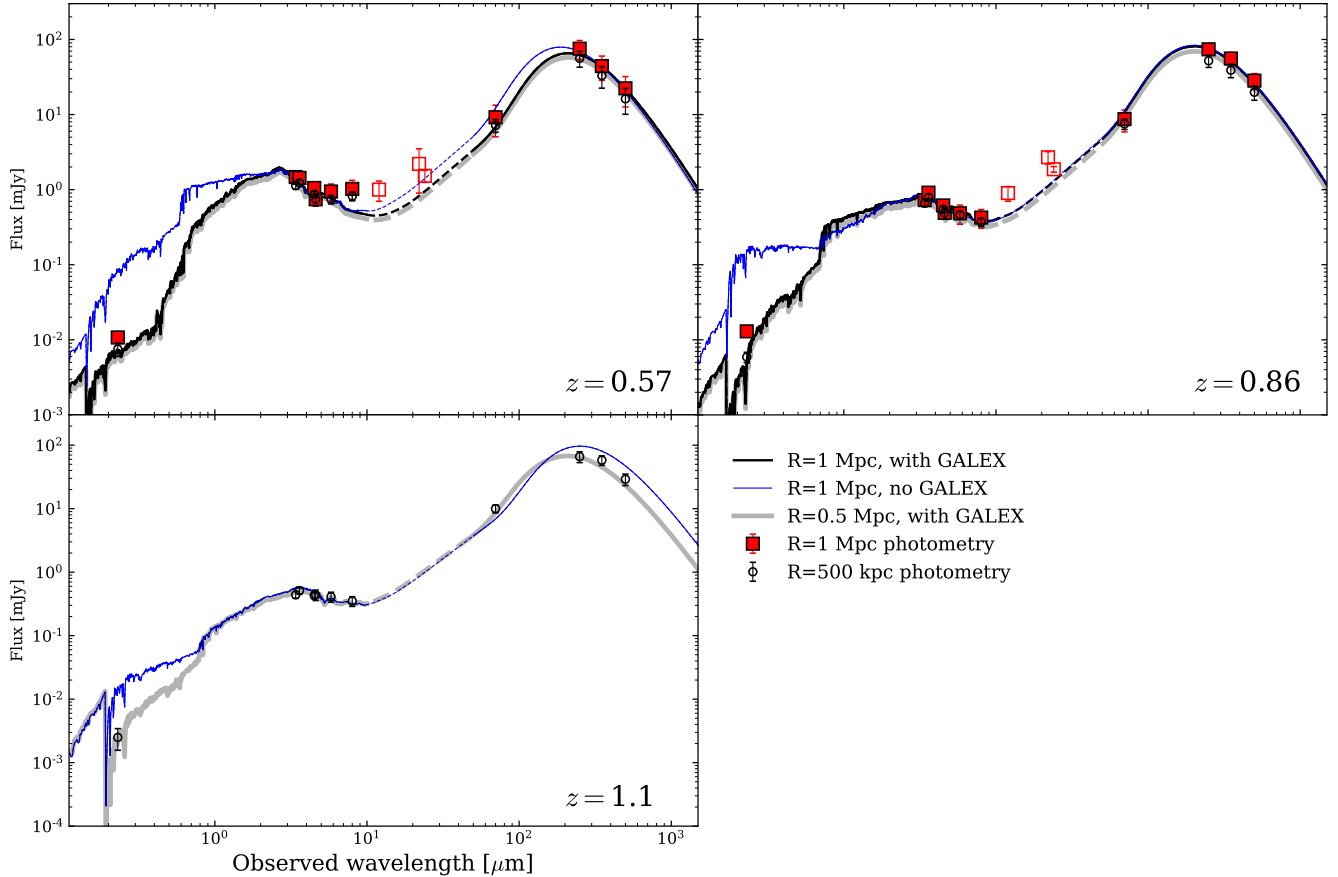 10²
10¹
10⁰
10⁻¹
10⁻²
10⁻³
Flux [mJy]
z = 0.57
z = 0.86
10²
10¹
10⁰
10⁻¹
10⁻²
10⁻³
10⁻⁴
Flux [mJy]
z = 1.1
10⁰ 10¹ 10² 10³
Observed wavelength [μm]
R=1 Mpc, with GALEX
R=1 Mpc, no GALEX
R=0.5 Mpc, with GALEX
R=1 Mpc photometry
R=500 kpc photometry